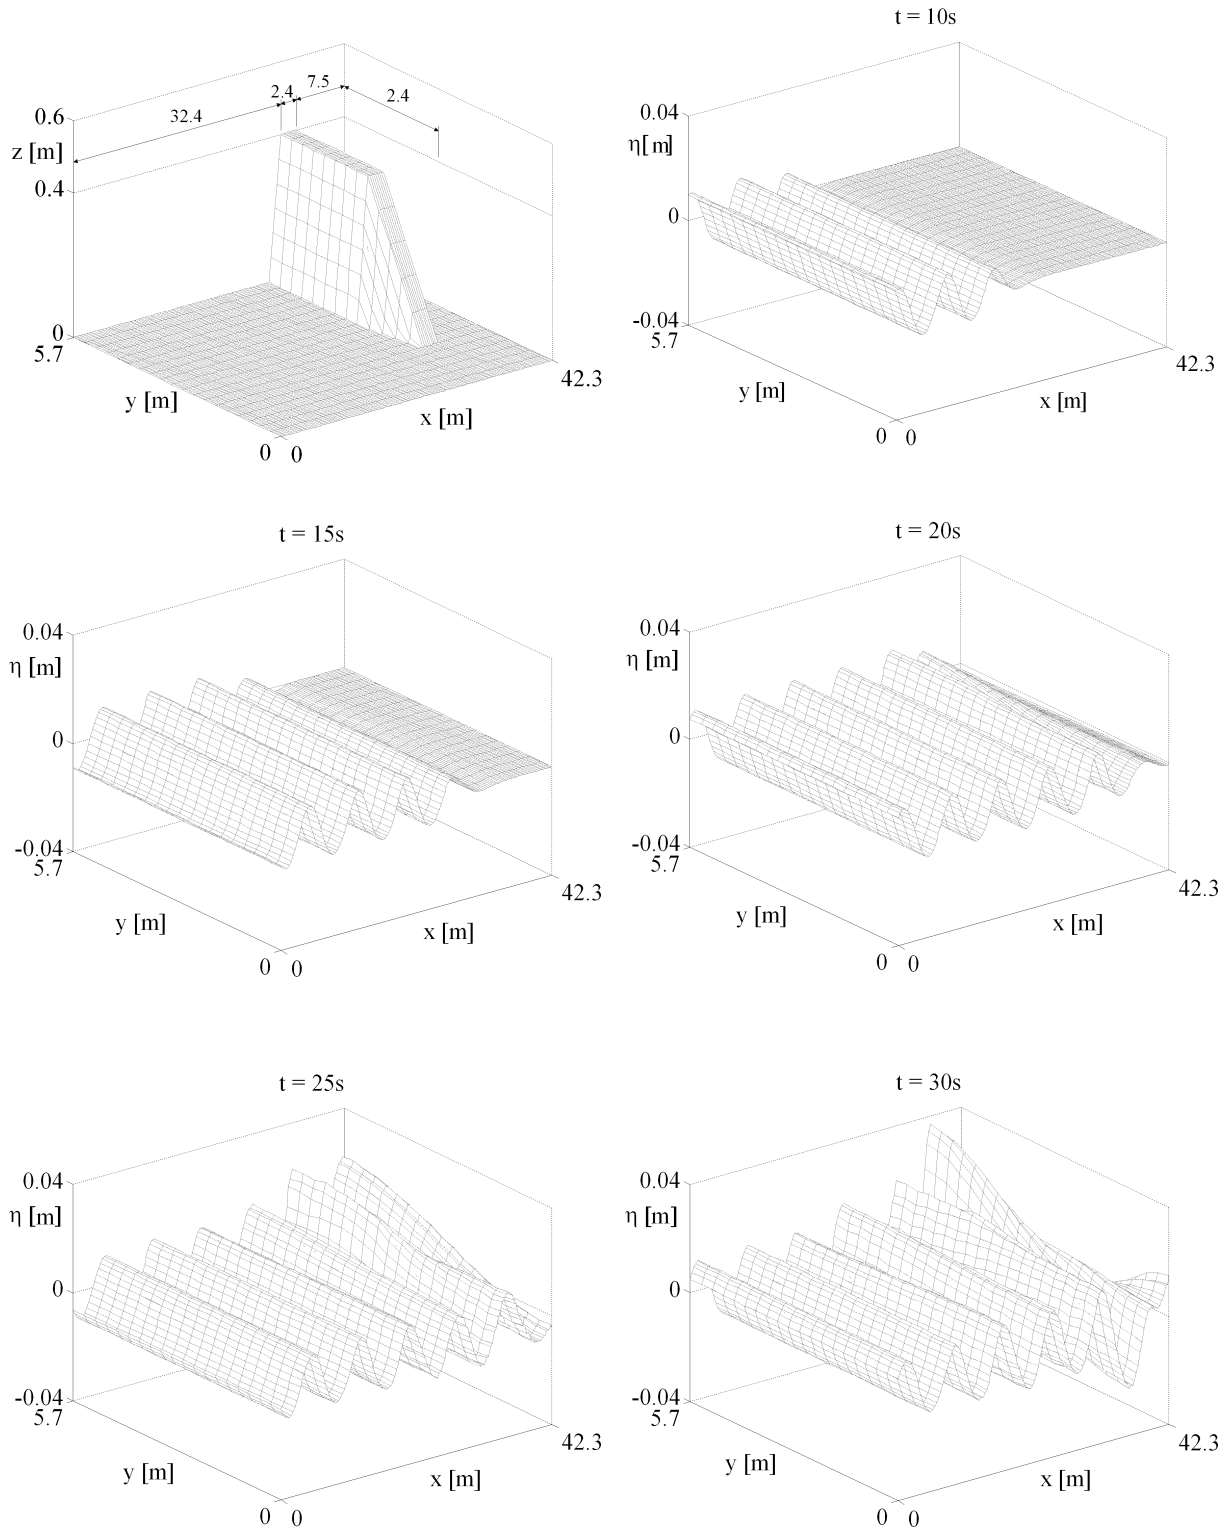 t = 10s
7.5
2.4
2.4
32.4
0.6
z [m]
0.4
0
5.7
y [m]
x [m]
42.3
0 0
0.04
η[ m]
0
-0.04
5.7
y [m]
x [m]
42.3
0 0
t = 15s
0.04
η [m]
0
-0.04
5.7
y [m]
x [m]
42.3
0 0
t = 20s
0.04
η [m]
0
-0.04
5.7
y [m]
x [m]
42.3
0 0
t = 25s
0.04
η [m]
0
-0.04
5.7
y [m]
x [m]
42.3
0 0
t = 30s
0.04
η [m]
0
-0.04
5.7
y [m]
x [m]
42.3
0 0